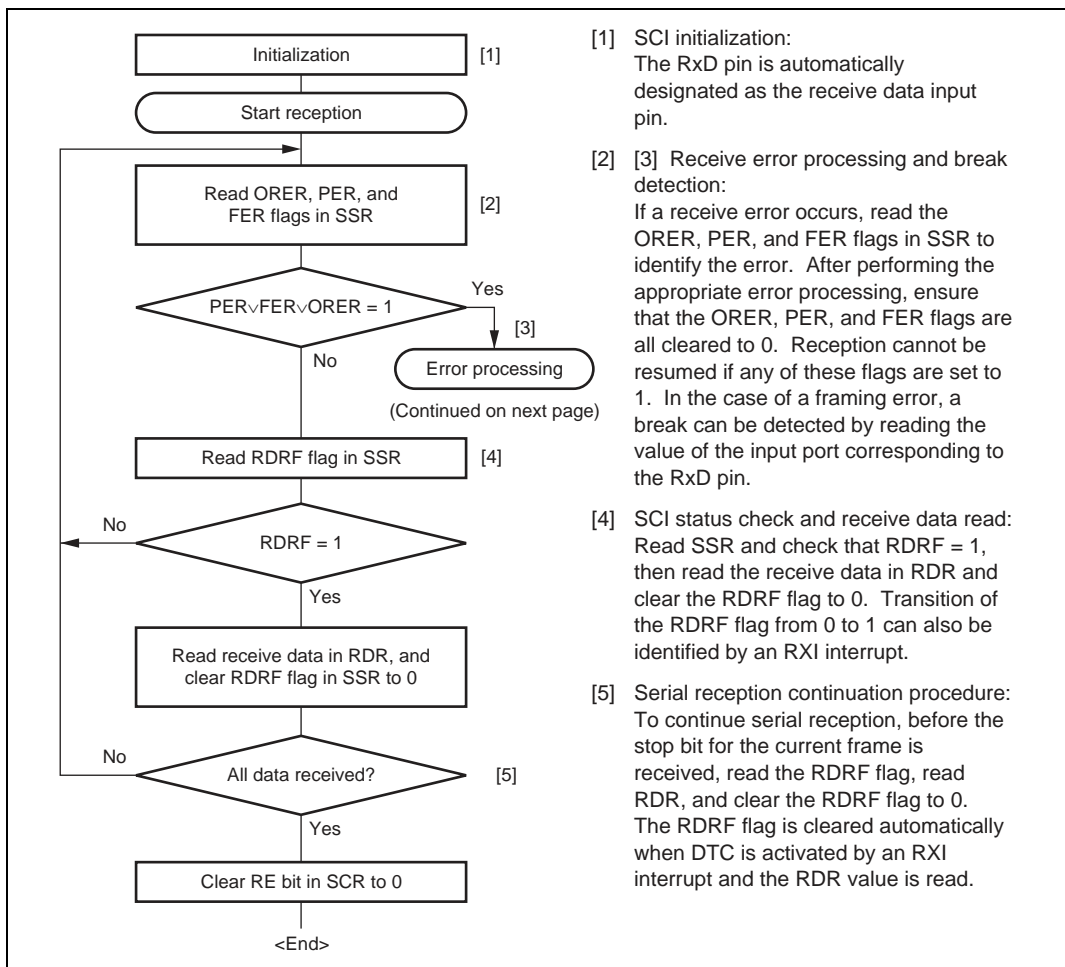 Initialization [1]
Start reception
Read ORER, PER, and
FER flags in SSR
[2]
PER∨FER∨ORER = 1
Yes
[3]
No
Error processing
(Continued on next page)
Read RDRF flag in SSR [4]
No
RDRF = 1
Yes
Read receive data in RDR, and
clear RDRF flag in SSR to 0
No
All data received? [5]
Yes
Clear RE bit in SCR to 0
<End>
[1] SCI initialization:
The RxD pin is automatically
designated as the receive data input
pin.
[2] [3] Receive error processing and break
detection:
If a receive error occurs, read the
ORER, PER, and FER flags in SSR to
identify the error. After performing the
appropriate error processing, ensure
that the ORER, PER, and FER flags are
all cleared to 0. Reception cannot be
resumed if any of these flags are set to
1. In the case of a framing error, a
break can be detected by reading the
value of the input port corresponding to
the RxD pin.
[4] SCI status check and receive data read:
Read SSR and check that RDRF = 1,
then read the receive data in RDR and
clear the RDRF flag to 0. Transition of
the RDRF flag from 0 to 1 can also be
identified by an RXI interrupt.
[5] Serial reception continuation procedure:
To continue serial reception, before the
stop bit for the current frame is
received, read the RDRF flag, read
RDR, and clear the RDRF flag to 0.
The RDRF flag is cleared automatically
when DTC is activated by an RXI
interrupt and the RDR value is read.